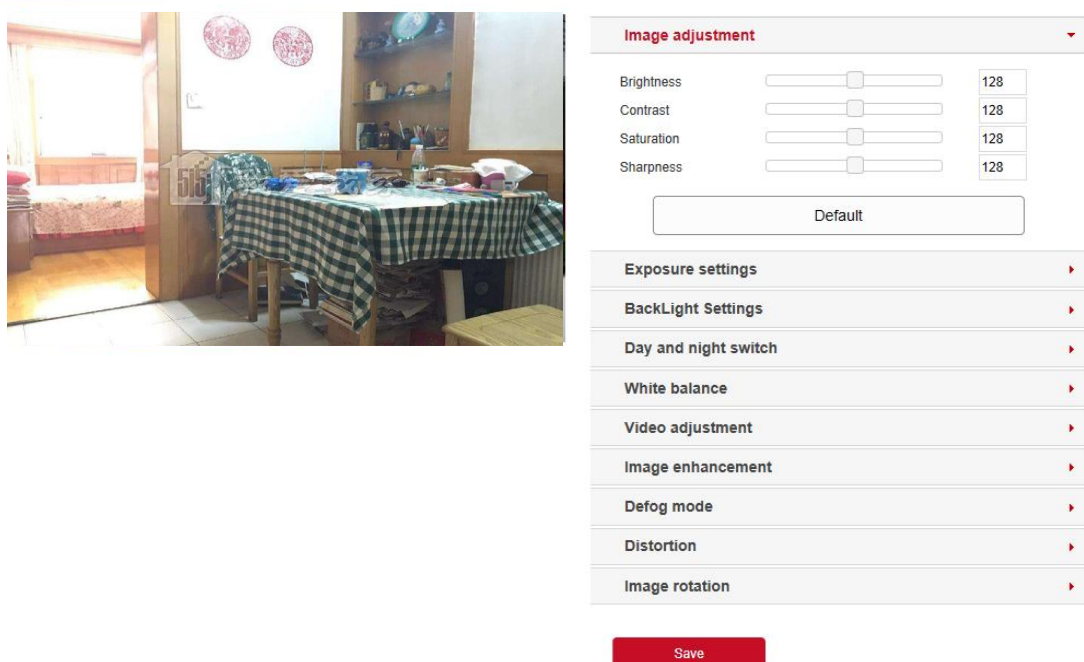 Image adjustment
Brightness 128
Contrast 128
Saturation 128
Sharpness 128
Default
Exposure settings
BackLight Settings
Day and night switch
White balance
Video adjustment
Image enhancement
Defog mode
Distortion
Image rotation
Save